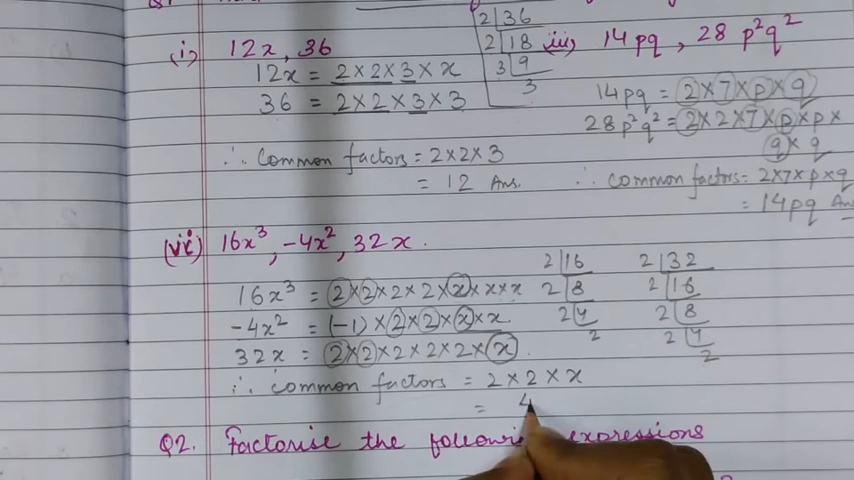 (i) 12x, 36
12x = 2×2×3×x
36 = 2×2×3×3
∴ Common factors = 2×2×3
= 12 Ans.
2 36
2 18
3 9
3
iii) 14pq, 28 p²q²
14pq = 2×7×p×q
28p²q² = 2×2×7×p×p×
q×q
∴ common factors = 2×7×p×q
= 14pq Ans
(vi) 16x³, -4x², 32x.
16x³ = 2×2×2×2×x×x×x
-4x² = (-1)×2×2×x×x
32x = 2×2×2×2×2×x
∴ common factors = 2×2×x
= 4
2 16
2 8
2 4
2
2 32
2 16
2 8
2 4
2
Q2. Factorise the following expressions